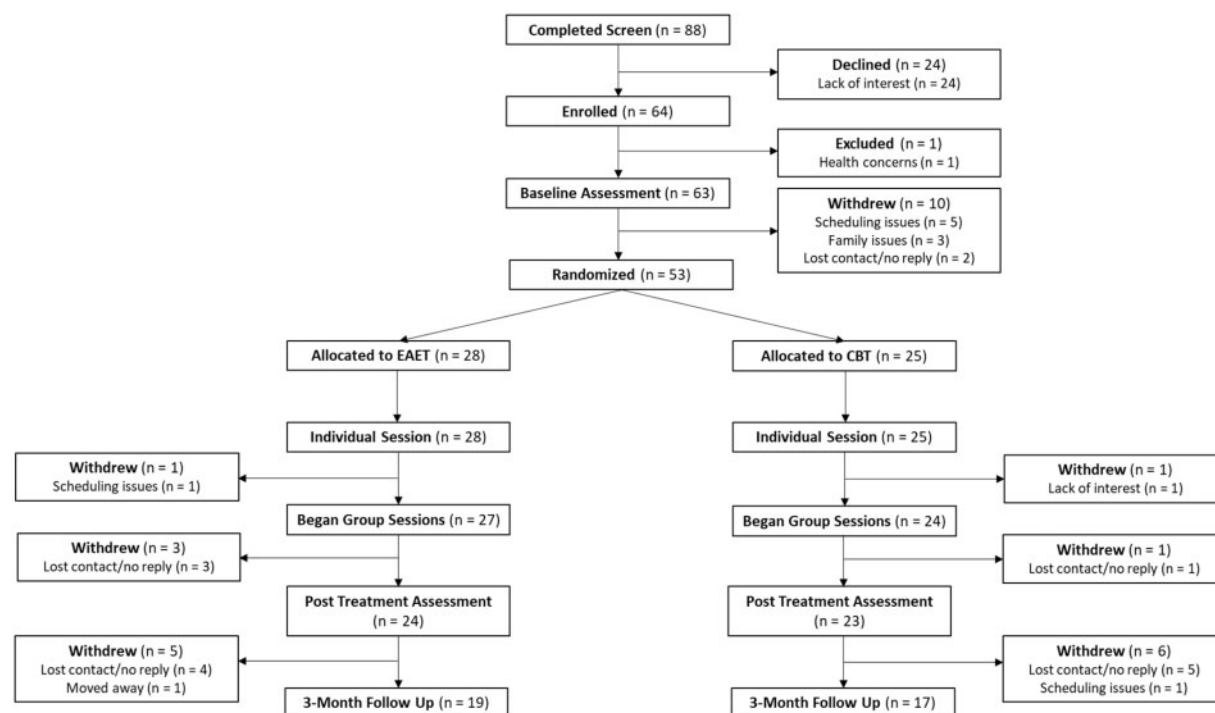 Completed Screen (n = 88)
Declined (n = 24)
Lack of interest (n = 24)
Enrolled (n = 64)
Excluded (n = 1)
Health concerns (n = 1)
Baseline Assessment (n = 63)
Withdrew (n = 10)
Scheduling issues (n = 5)
Family issues (n = 3)
Lost contact/no reply (n = 2)
Randomized (n = 53)
Allocated to EAET (n = 28)
Allocated to CBT (n = 25)
Individual Session (n = 28)
Individual Session (n = 25)
Withdrew (n = 1)
Scheduling issues (n = 1)
Withdrew (n = 1)
Lack of interest (n = 1)
Began Group Sessions (n = 27)
Began Group Sessions (n = 24)
Withdrew (n = 3)
Lost contact/no reply (n = 3)
Withdrew (n = 1)
Lost contact/no reply (n = 1)
Post Treatment Assessment
(n = 24)
Post Treatment Assessment
(n = 23)
Withdrew (n = 5)
Lost contact/no reply (n = 4)
Moved away (n = 1)
Withdrew (n = 6)
Lost contact/no reply (n = 5)
Scheduling issues (n = 1)
3-Month Follow Up (n = 19)
3-Month Follow Up (n = 17)